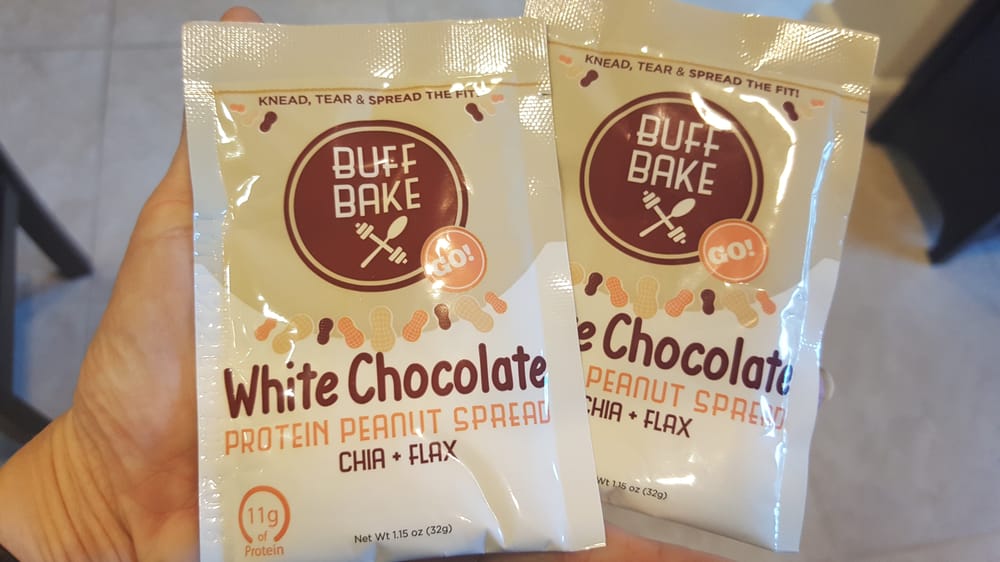 KNEAD, TEAR & SPREAD THE FIT!
BUFF
BAKE
GO!
White Chocolate
PROTEIN PEANUT SPREAD
CHIA + FLAX
11g
of
Protein
Net Wt 1.15 oz (32g)
KNEAD, TEAR & SPREAD THE FIT!
BUFF
BAKE
GO!
e Chocolate
PEANUT SPREAD
CHIA + FLAX
Wt 1.15 oz (32g)